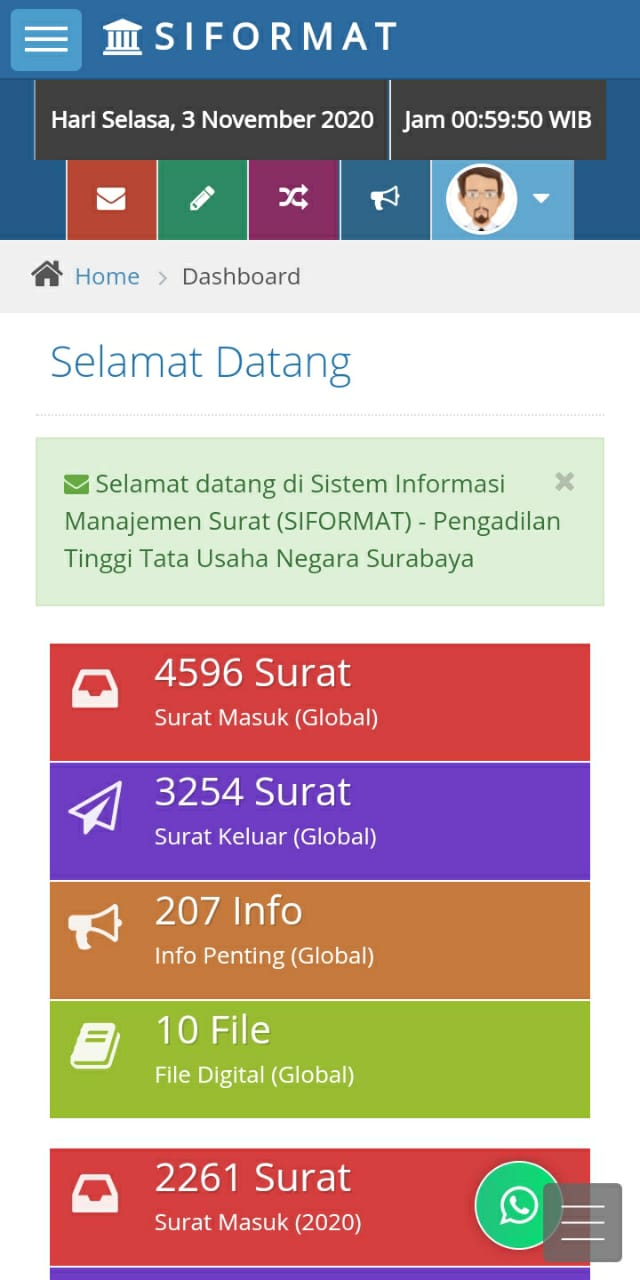 SIFORMAT
Hari Selasa, 3 November 2020 Jam 00:59:50 WIB
Home > Dashboard
Selamat Datang
Selamat datang di Sistem Informasi
Manajemen Surat (SIFORMAT) - Pengadilan
Tinggi Tata Usaha Negara Surabaya
4596 Surat
Surat Masuk (Global)
3254 Surat
Surat Keluar (Global)
207 Info
Info Penting (Global)
10 File
File Digital (Global)
2261 Surat
Surat Masuk (2020)